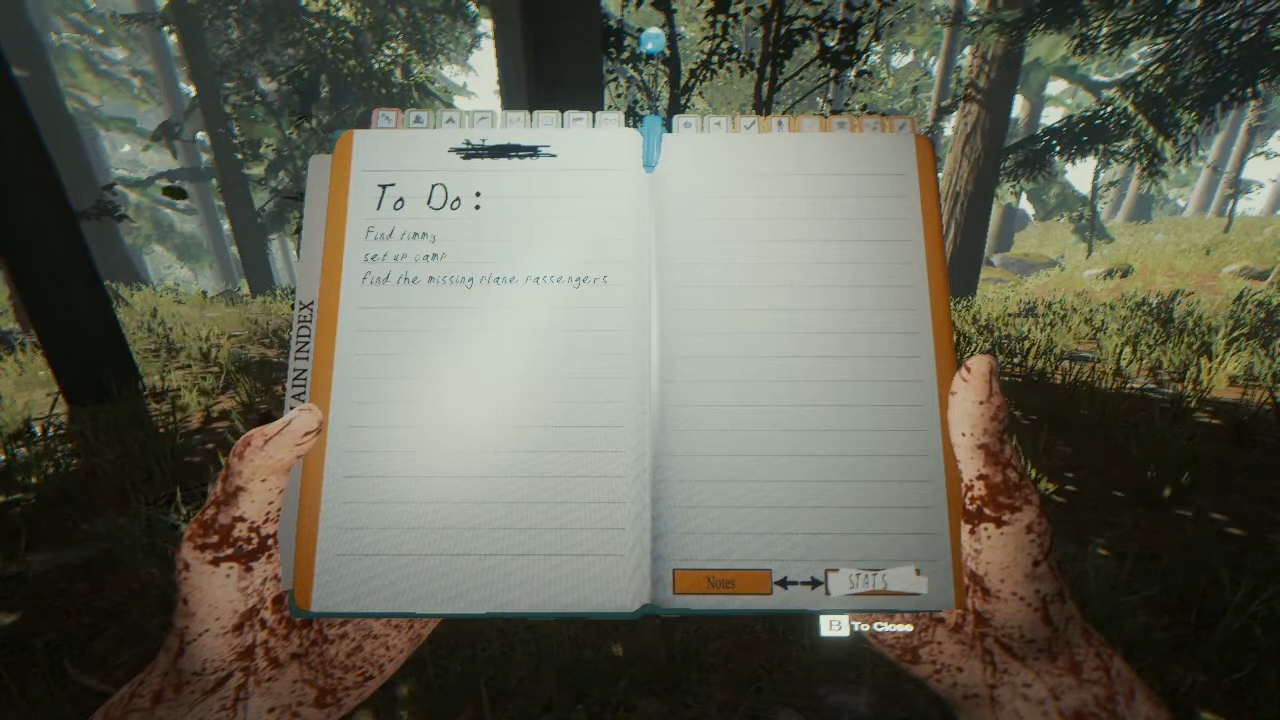 To Do:
Find timmy
set up camp
find the missing plane passengers
AIN INDEX
Notes
STATS
B To Close